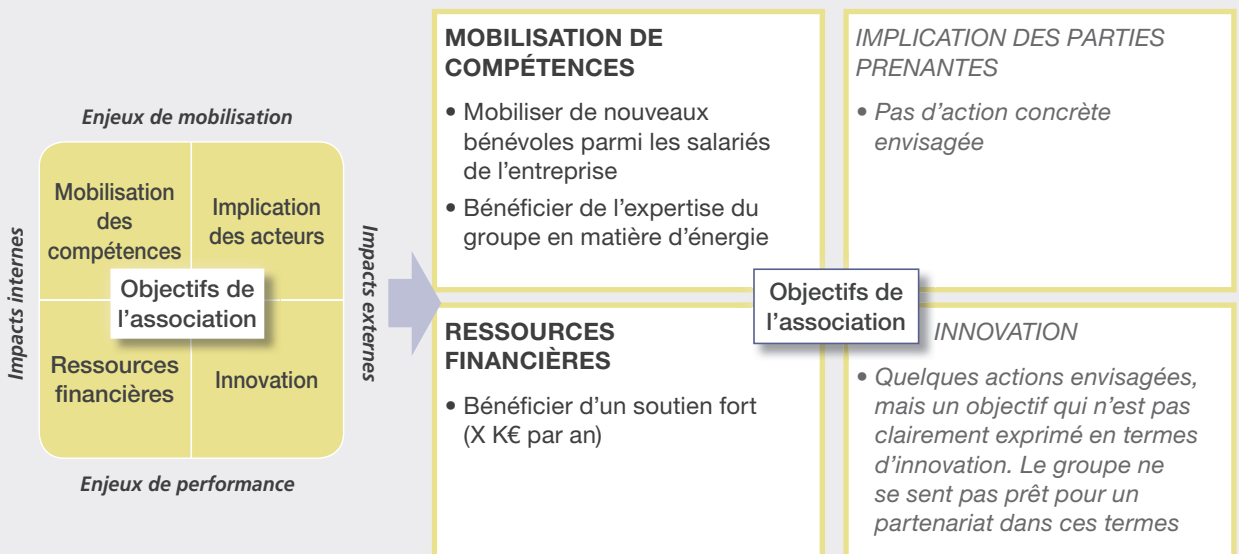 Enjeux de mobilisation
Impacts internes
Mobilisation
des
compétences
Implication
des acteurs
Objectifs de
l'association
Ressources
financières
Innovation
Impacts externes
Enjeux de performance
MOBILISATION DE
COMPÉTENCES
• Mobiliser de nouveaux
bénévoles parmi les salariés
de l'entreprise
• Bénéficier de l'expertise du
groupe en matière d'énergie
IMPLICATION DES PARTIES
PRENANTES
• Pas d'action concrète
envisagée
Objectifs de
l'association
RESSOURCES
FINANCIÈRES
• Bénéficier d'un soutien fort
(X K€ par an)
INNOVATION
• Quelques actions envisagées,
mais un objectif qui n'est pas
clairement exprimé en termes
d'innovation. Le groupe ne
se sent pas prêt pour un
partenariat dans ces termes